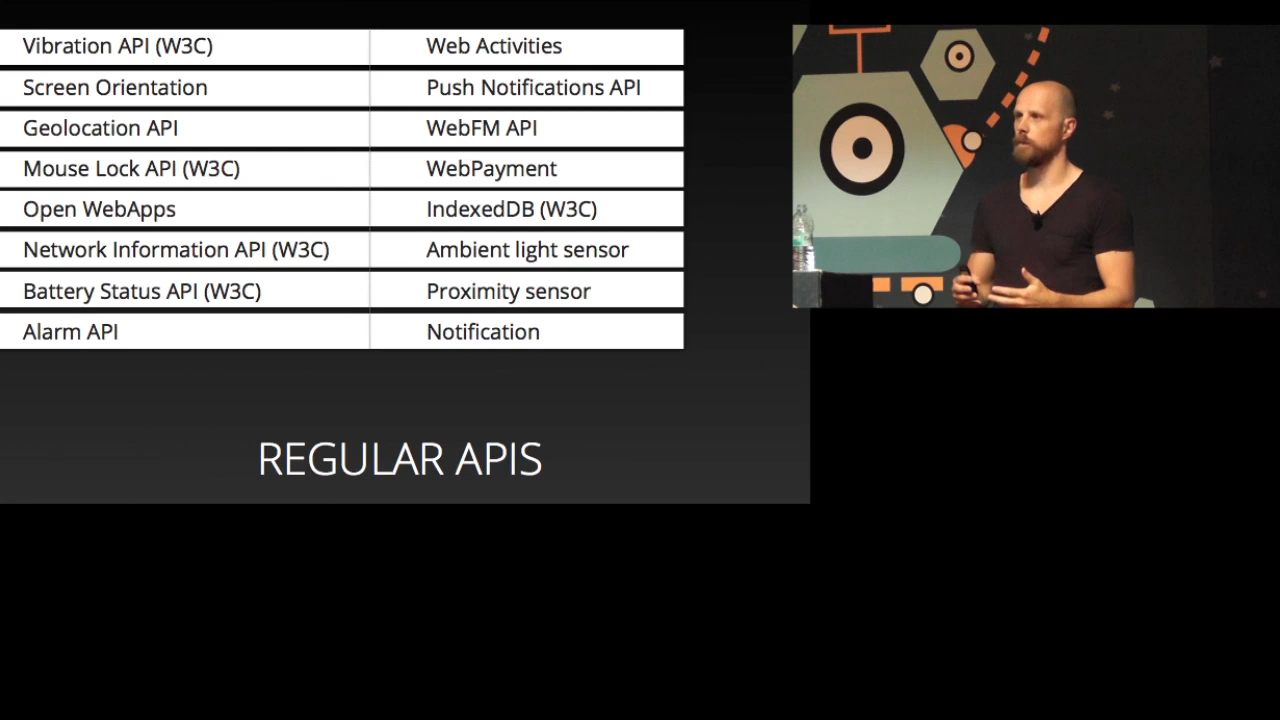 Vibration API (W3C) Web Activities
Screen Orientation Push Notifications API
Geolocation API WebFM API
Mouse Lock API (W3C) WebPayment
Open WebApps IndexedDB (W3C)
Network Information API (W3C) Ambient light sensor
Battery Status API (W3C) Proximity sensor
Alarm API Notification
REGULAR APIS